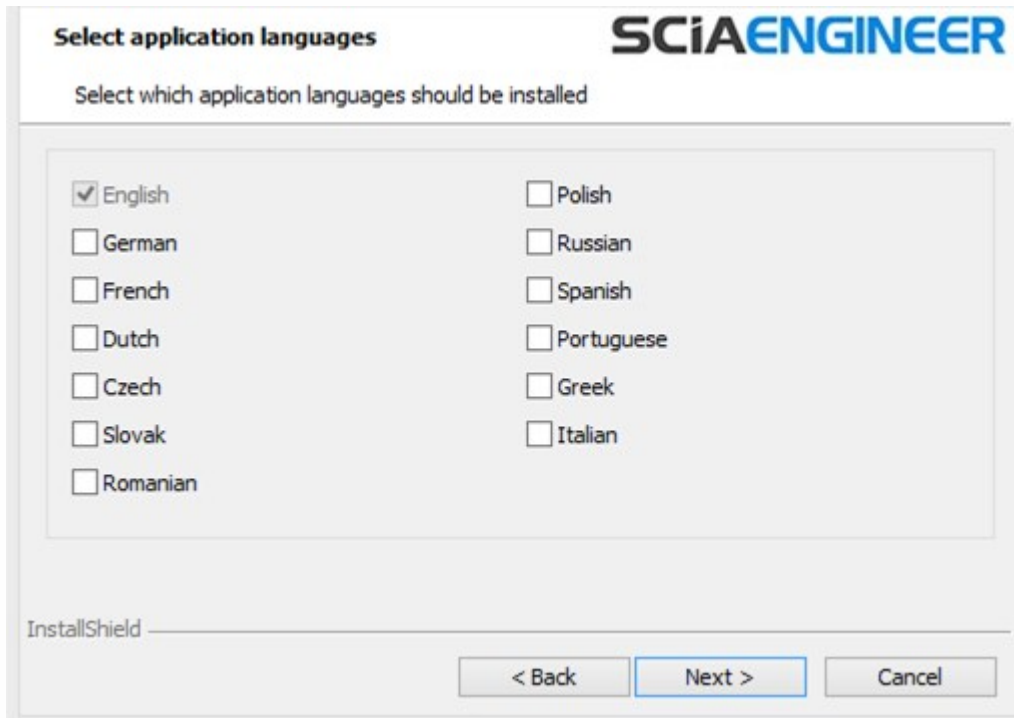 Select application languages
SCiAENGINEER
Select which application languages should be installed
English
German
French
Dutch
Czech
Slovak
Romanian
Polish
Russian
Spanish
Portuguese
Greek
Italian
InstallShield
< Back
Next >
Cancel